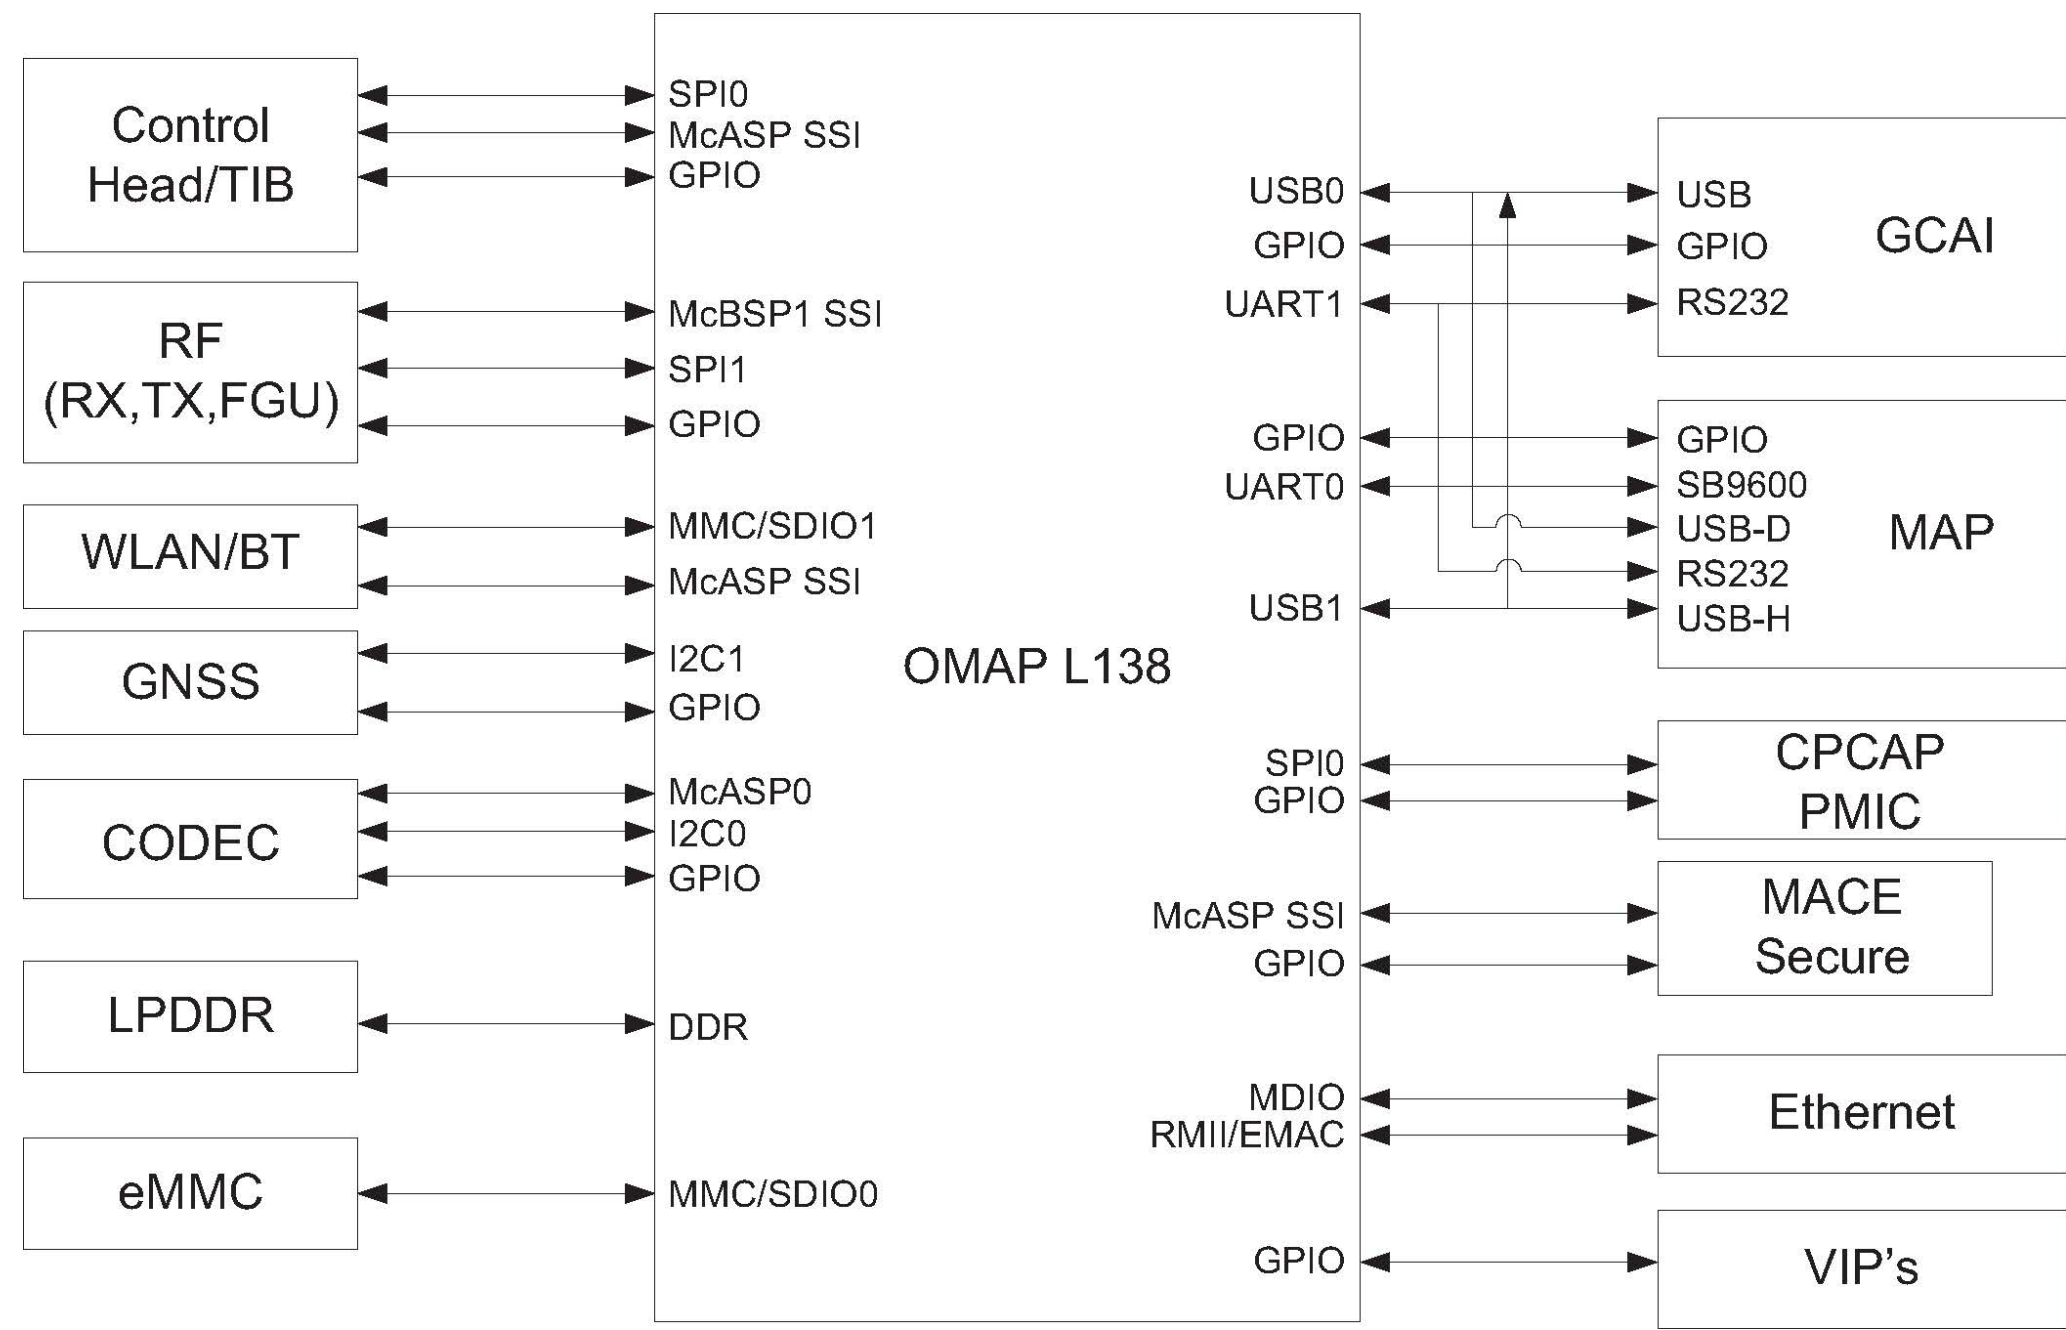 Control
Head/TIB
SPI0
McASP SSI
GPIO
RF
(RX,TX,FGU)
McBSP1 SSI
SPI1
GPIO
WLAN/BT
MMC/SDIO1
McASP SSI
GNSS
I2C1
GPIO
CODEC
McASP0
I2C0
GPIO
LPDDR
DDR
eMMC
MMC/SDIO0
OMAP L138
USB0
GPIO
UART1
USB
GPIO
RS232
GCAI
GPIO
UART0
USB1
GPIO
SB9600
USB-D
RS232
USB-H
MAP
SPI0
GPIO
CPCAP
PMIC
McASP SSI
GPIO
MACE
Secure
MDIO
RMII/EMAC
Ethernet
GPIO
VIP's